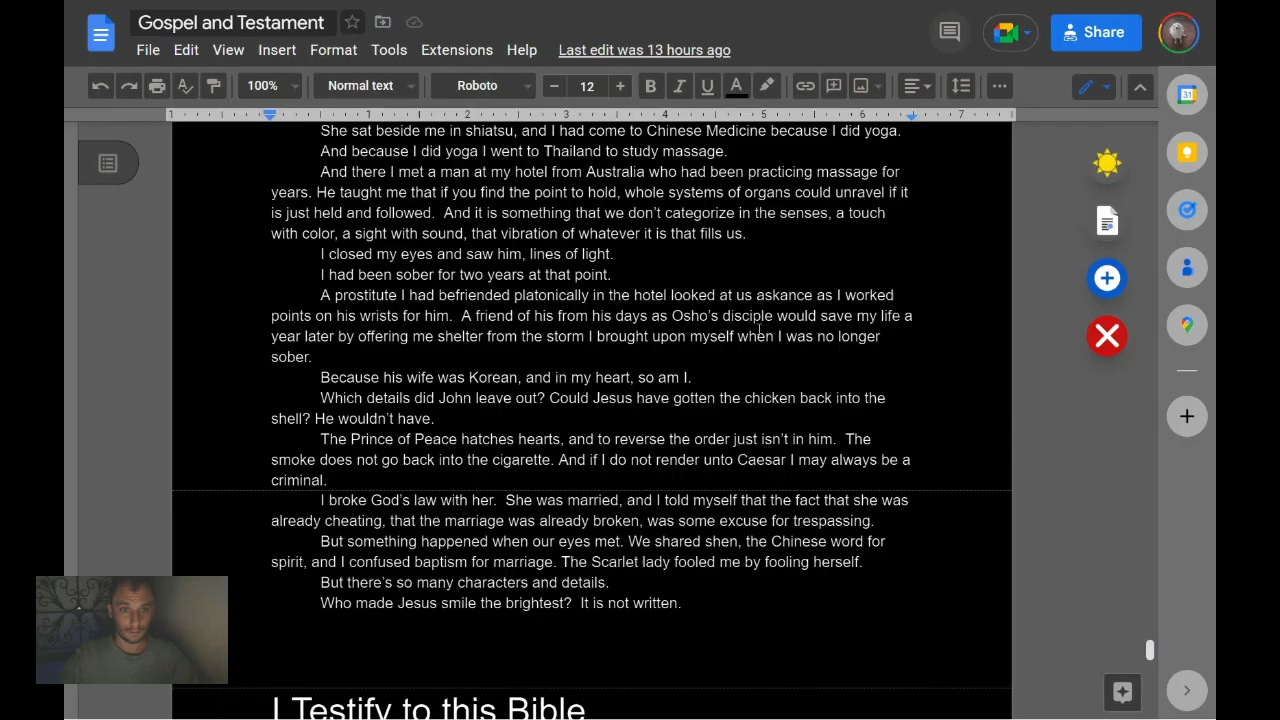 Gospel and Testament
File Edit View Insert Format Tools Extensions Help Last edit was 13 hours ago
Share
100% Normal text Roboto 12 B I U A
1 1 2 3 4 5 6 7
31
She sat beside me in shiatsu, and I had come to Chinese Medicine because I did yoga.
And because I did yoga I went to Thailand to study massage.
And there I met a man at my hotel from Australia who had been practicing massage for
years. He taught me that if you find the point to hold, whole systems of organs could unravel if it
is just held and followed.  And it is something that we don't categorize in the senses, a touch
with color, a sight with sound, that vibration of whatever it is that fills us.
I closed my eyes and saw him, lines of light.
I had been sober for two years at that point.
A prostitute I had befriended platonically in the hotel looked at us askance as I worked
points on his wrists for him.  A friend of his from his days as Osho's disciple would save my life a
year later by offering me shelter from the storm I brought upon myself when I was no longer
sober.
Because his wife was Korean, and in my heart, so am I.
Which details did John leave out? Could Jesus have gotten the chicken back into the
shell? He wouldn't have.
The Prince of Peace hatches hearts, and to reverse the order just isn't in him.  The
smoke does not go back into the cigarette. And if I do not render unto Caesar I may always be a
criminal.
I broke God's law with her.  She was married, and I told myself that the fact that she was
already cheating, that the marriage was already broken, was some excuse for trespassing.
But something happened when our eyes met. We shared shen, the Chinese word for
spirit, and I confused baptism for marriage. The Scarlet lady fooled me by fooling herself.
But there's so many characters and details.
Who made Jesus smile the brightest?  It is not written.
I Testify to this Bible